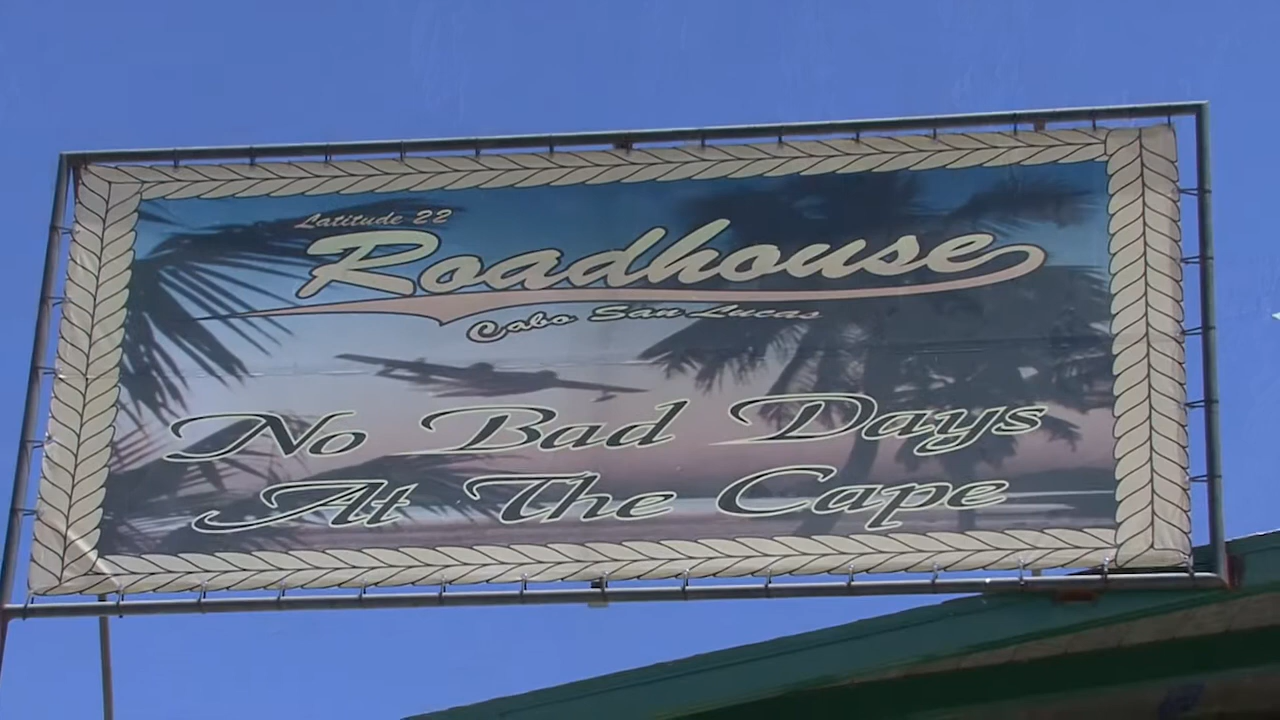 Latitude 22
Roadhouse
Cabo San Lucas
No Bad Days
At The Cape